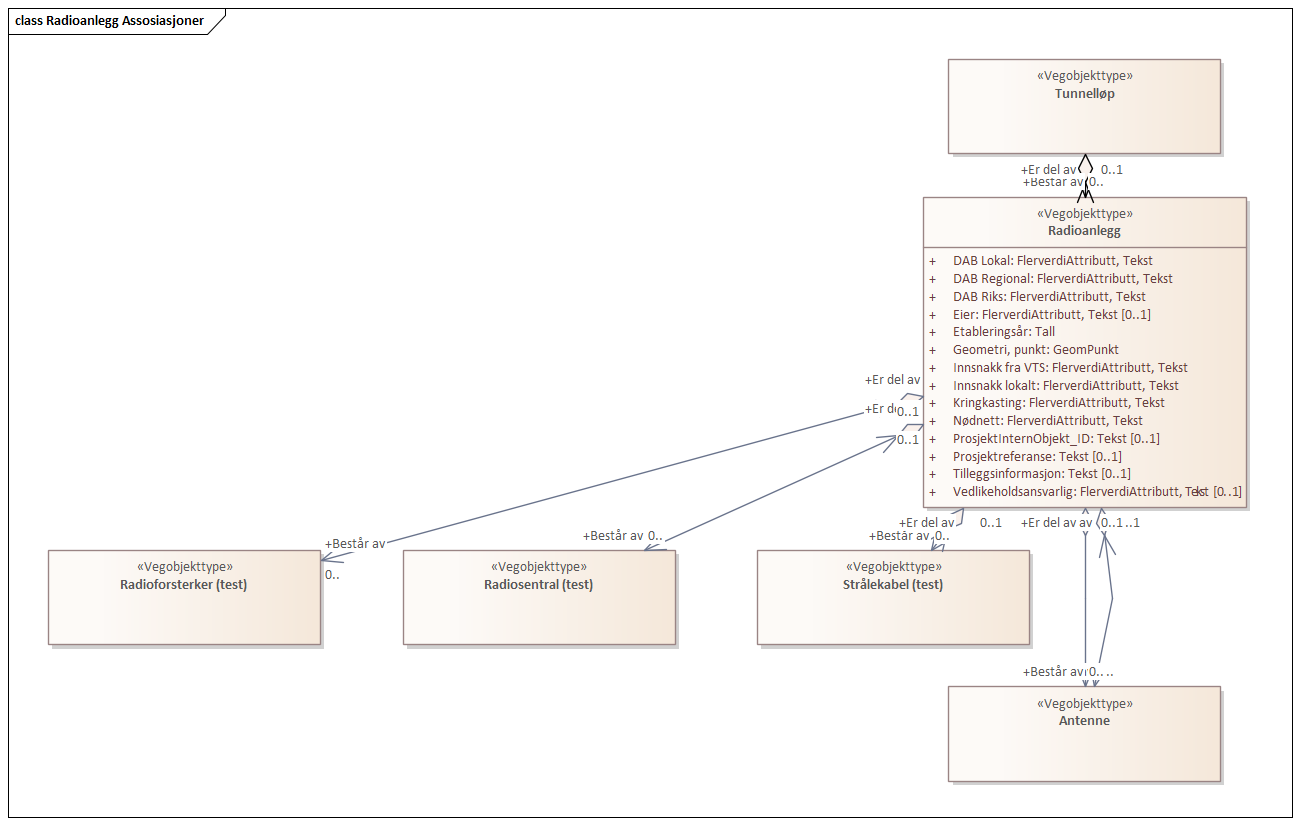 class Radioanlegg Assosiasjoner
«Vegobjekttype»
Tunnelløp
+Er del av 0..1
+Består av 0..
«Vegobjekttype»
Radioanlegg
+ DAB Lokal: FlerverdiAttributt, Tekst
+ DAB Regional: FlerverdiAttributt, Tekst
+ DAB Riks: FlerverdiAttributt, Tekst
+ Eier: FlerverdiAttributt, Tekst [0..1]
+ Etableringsår: Tall
+ Geometri, punkt: GeomPunkt
+ Innsnakk fra VTS: FlerverdiAttributt, Tekst
+ Innsnakk lokalt: FlerverdiAttributt, Tekst
+ Kringkasting: FlerverdiAttributt, Tekst
+ Nødnett: FlerverdiAttributt, Tekst
+ ProsjektInternObjekt_ID: Tekst [0..1]
+ Prosjektreferanse: Tekst [0..1]
+ Tilleggsinformasjon: Tekst [0..1]
+ Vedlikeholdsansvarlig: FlerverdiAttributt, Tekst [0..1]
+Er del av
+Er d 0..1
0..1
+Er del av 0..1
+Er del av av 0..1 ..1
+Består av
0..
+Består av 0..
+Består av 0..
«Vegobjekttype»
Radioforsterker (test)
«Vegobjekttype»
Radiosentral (test)
«Vegobjekttype»
Strålekabel (test)
+Består av 0.. ..
«Vegobjekttype»
Antenne